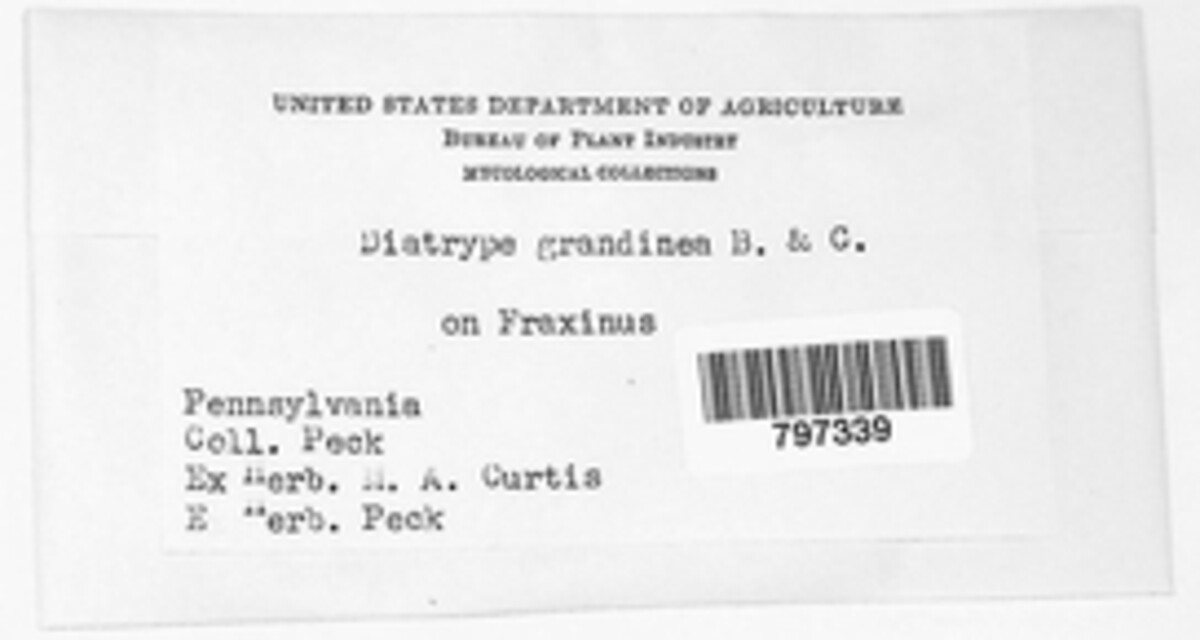 UNITED STATES DEPARTMENT OF AGRICULTURE
BUREAU OF PLANT INDUSTRY
MYCOLOGICAL COLLECTIONS
Diatrype grandinea B. & C.
on Fraxinus
797339
Pennsylvania
Coll. Peck
Ex Herb. M. A. Curtis
E Herb. Peck